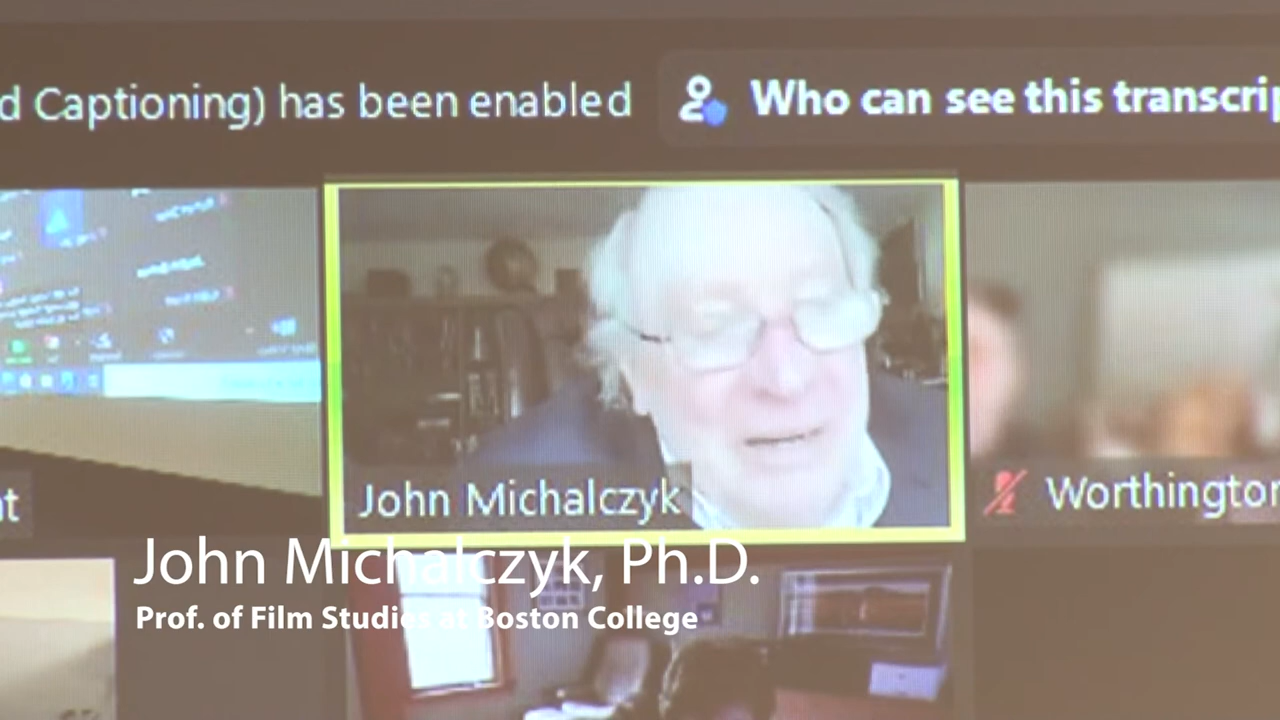 d Captioning) has been enabled
Who can see this transcrip
John Michalczyk
nt
Worthington
John Michalczyk, Ph.D.
Prof. of Film Studies at Boston College